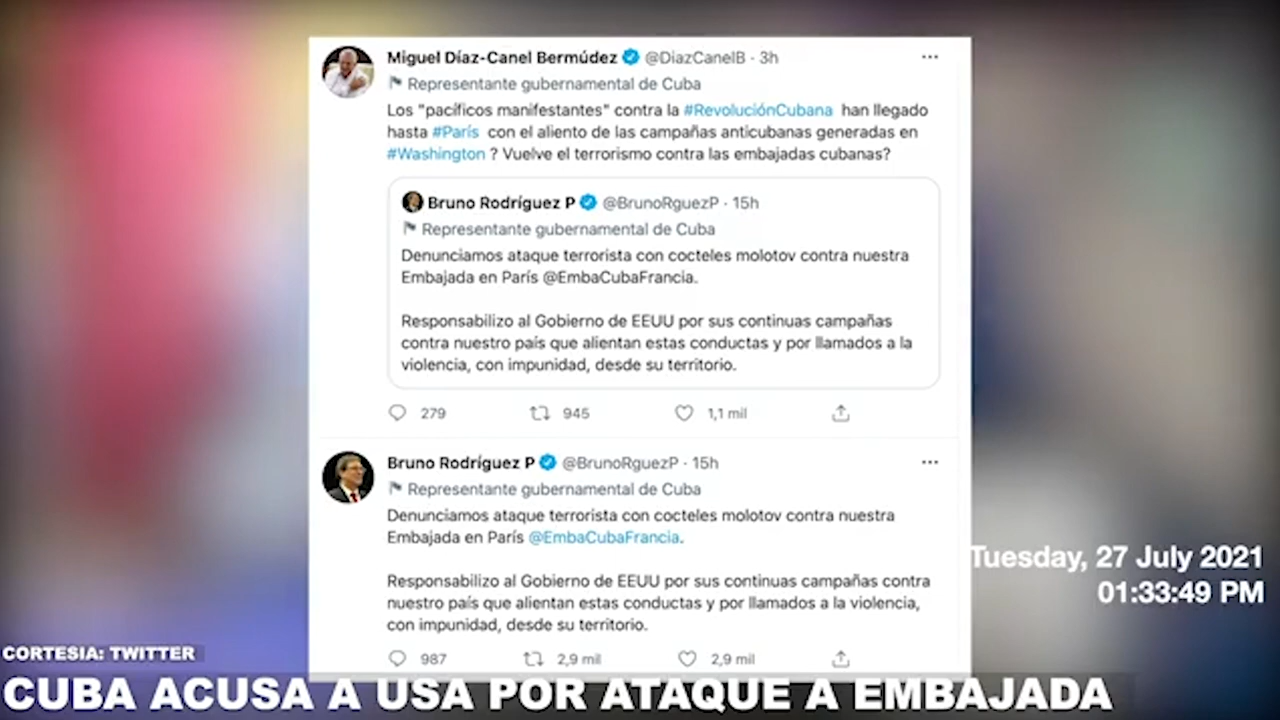 Miguel Díaz-Canel Bermúdez @DiazCanelB · 3h
Representante gubernamental de Cuba
Los "pacíficos manifestantes" contra la #RevoluciónCubana han llegado
hasta #París con el aliento de las campañas anticubanas generadas en
#Washington ? Vuelve el terrorismo contra las embajadas cubanas?
Bruno Rodríguez P @BrunoRguezP · 15h
Representante gubernamental de Cuba
Denunciamos ataque terrorista con cocteles molotov contra nuestra
Embajada en París @EmbaCubaFrancia.
Responsabilizo al Gobierno de EEUU por sus continuas campañas
contra nuestro país que alientan estas conductas y por llamados a la
violencia, con impunidad, desde su territorio.
279 945 1,1 mil
Bruno Rodríguez P @BrunoRguezP · 15h
Representante gubernamental de Cuba
Denunciamos ataque terrorista con cocteles molotov contra nuestra
Embajada en París @EmbaCubaFrancia.
Responsabilizo al Gobierno de EEUU por sus continuas campañas contra
nuestro país que alientan estas conductas y por llamados a la violencia,
con impunidad, desde su territorio.
987 2,9 mil 2,9 mil
Tuesday, 27 July 2021
01:33:49 PM
CORTESIA: TWITTER
CUBA ACUSA A USA POR ATAQUE A EMBAJADA